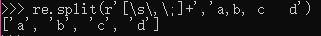 >>> re.split(r'[\s\,\;]+','a,b, c   d')
['a', 'b', 'c', 'd']